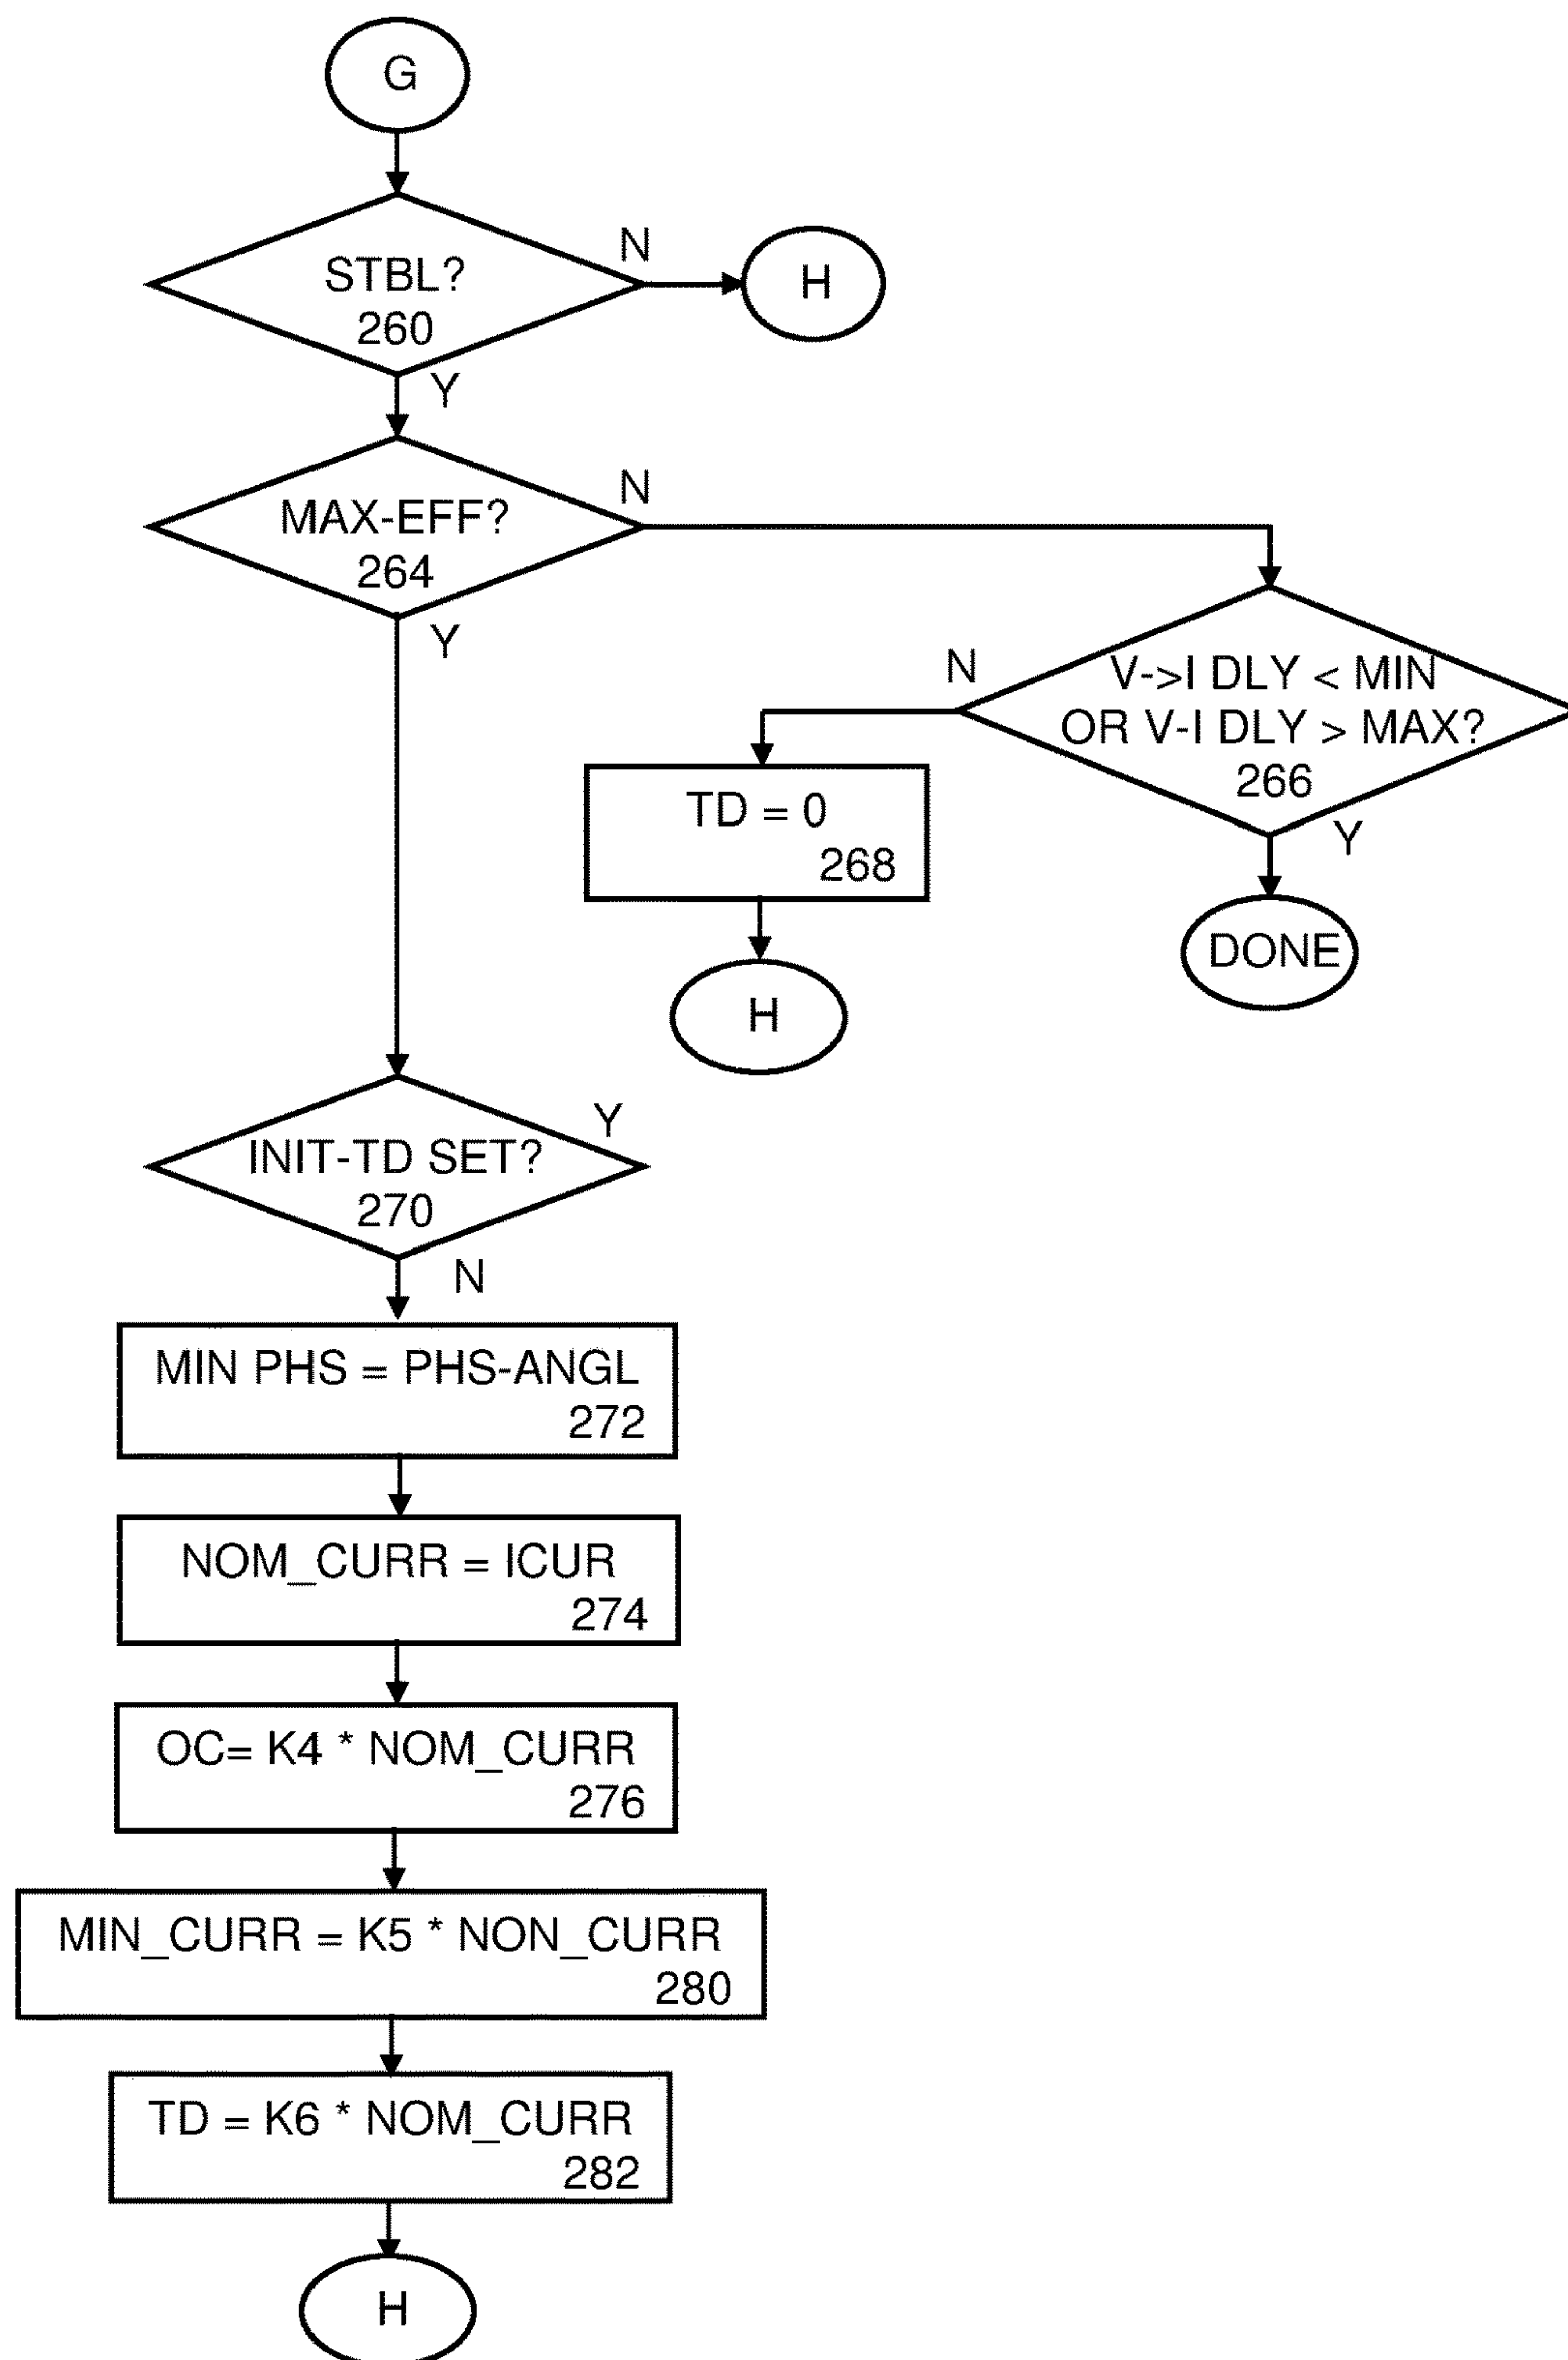 G
STBL?
260
N
H
Y
MAX-EFF?
264
N
Y
V->I DLY < MIN
OR V-I DLY > MAX?
266
N
Y
TD = 0
268
DONE
H
INIT-TD SET?
270
Y
N
MIN PHS = PHS-ANGL
272
NOM_CURR = ICUR
274
OC= K4 * NOM_CURR
276
MIN_CURR = K5 * NON_CURR
280
TD = K6 * NOM_CURR
282
H